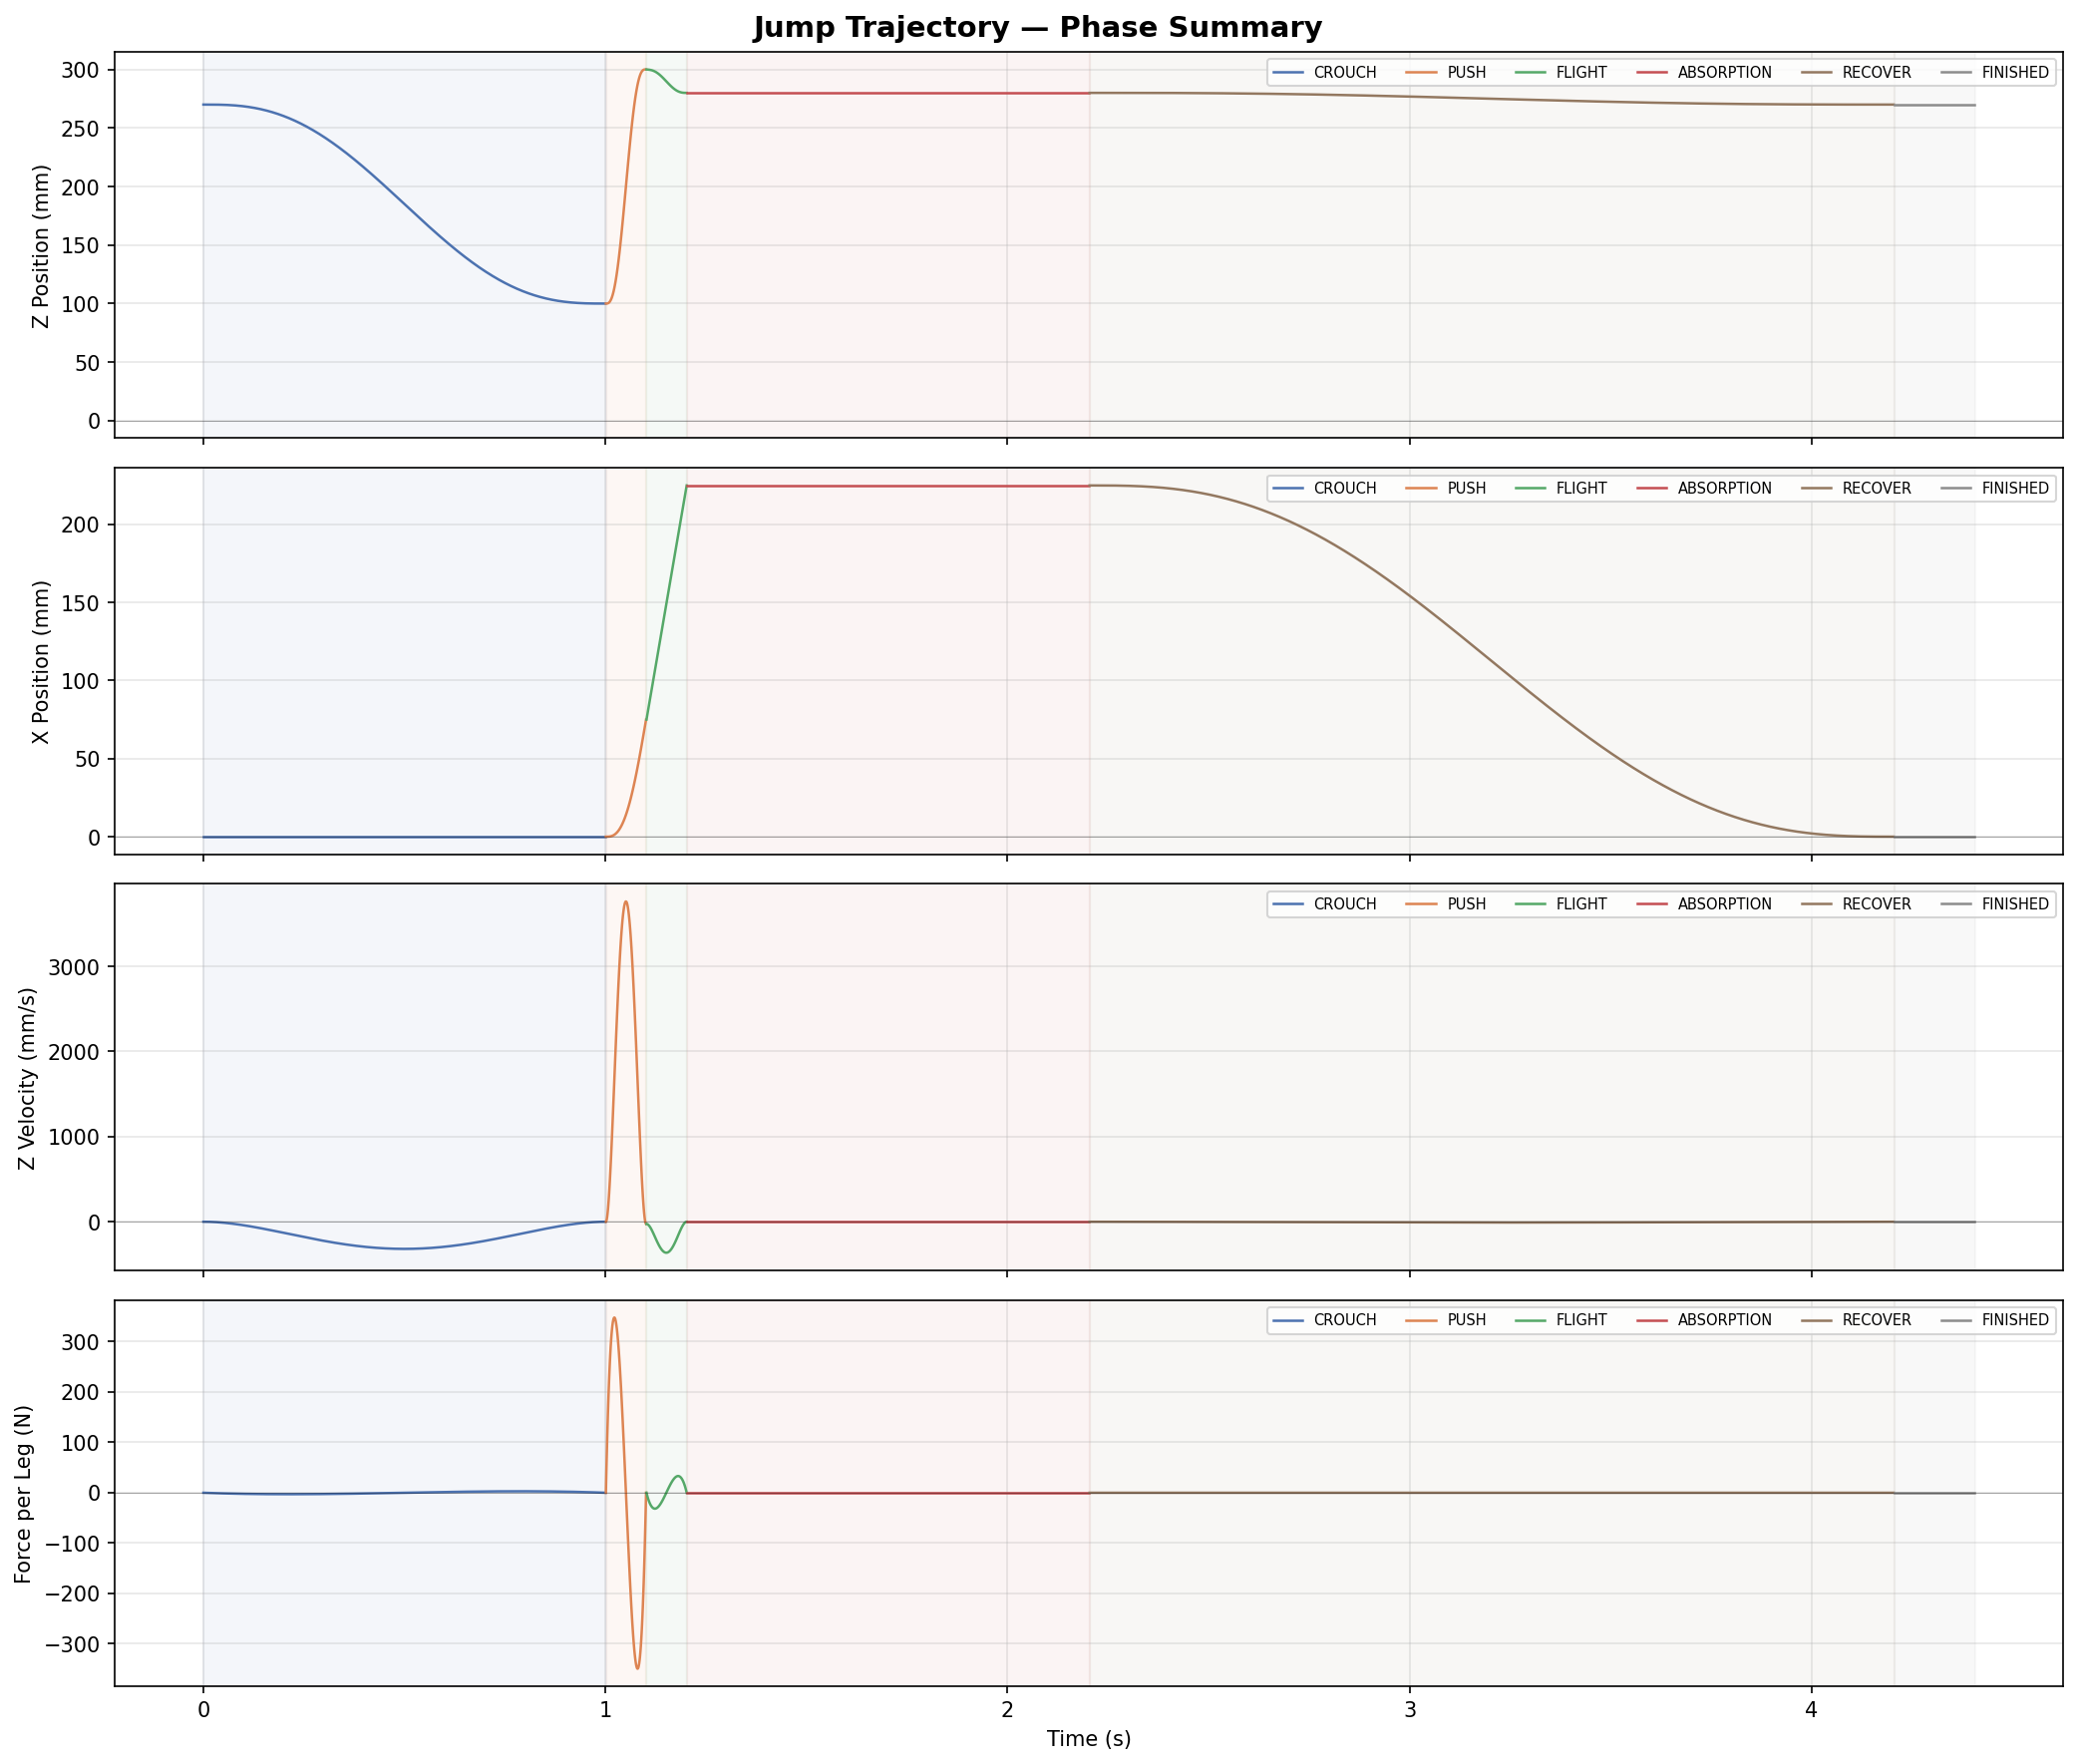 Jump Trajectory — Phase Summary
CROUCH PUSH FLIGHT ABSORPTION RECOVER FINISHED
Z Position (mm)
300
250
200
150
100
50
0
CROUCH PUSH FLIGHT ABSORPTION RECOVER FINISHED
X Position (mm)
200
150
100
50
0
CROUCH PUSH FLIGHT ABSORPTION RECOVER FINISHED
Z Velocity (mm/s)
3000
2000
1000
0
CROUCH PUSH FLIGHT ABSORPTION RECOVER FINISHED
Force per Leg (N)
300
200
100
0
−100
−200
−300
0 1 2 3 4
Time (s)